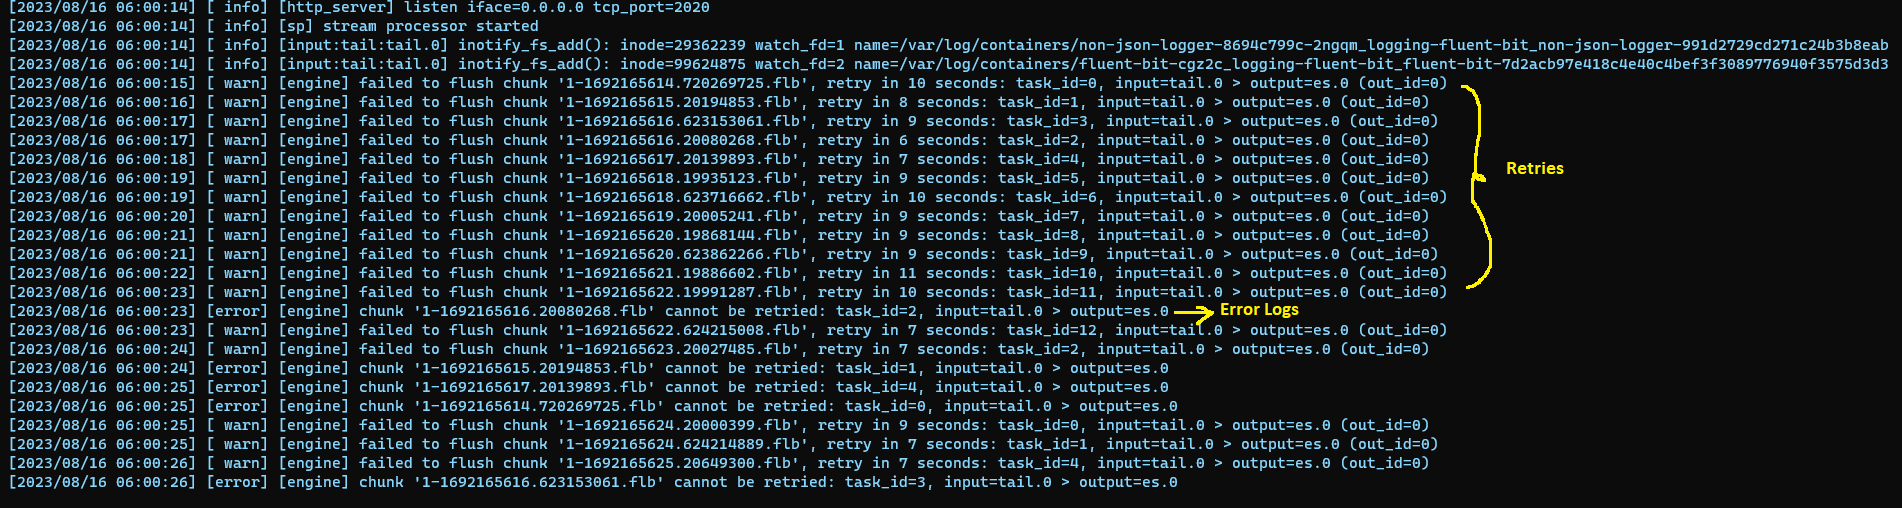 [2023/08/16 06:00:14] [ info] [http_server] listen iface=0.0.0.0 tcp_port=2020
[2023/08/16 06:00:14] [ info] [sp] stream processor started
[2023/08/16 06:00:14] [ info] [input:tail:tail.0] inotify_fs_add(): inode=29362239 watch_fd=1 name=/var/log/containers/non-json-logger-8694c799c-2ngqm_logging-fluent-bit_non-json-logger-991d2729cd271c24b3b8eab
[2023/08/16 06:00:14] [ info] [input:tail:tail.0] inotify_fs_add(): inode=99624875 watch_fd=2 name=/var/log/containers/fluent-bit-cgz2c_logging-fluent-bit_fluent-bit-7d2acb97e418c4e40c4bef3f3089776940f3575d3d3
[2023/08/16 06:00:15] [ warn] [engine] failed to flush chunk '1-1692165614.720269725.flb', retry in 10 seconds: task_id=0, input=tail.0 > output=es.0 (out_id=0)
[2023/08/16 06:00:16] [ warn] [engine] failed to flush chunk '1-1692165615.20194853.flb', retry in 8 seconds: task_id=1, input=tail.0 > output=es.0 (out_id=0)
[2023/08/16 06:00:17] [ warn] [engine] failed to flush chunk '1-1692165616.623153061.flb', retry in 9 seconds: task_id=3, input=tail.0 > output=es.0 (out_id=0)
[2023/08/16 06:00:17] [ warn] [engine] failed to flush chunk '1-1692165616.20080268.flb', retry in 6 seconds: task_id=2, input=tail.0 > output=es.0 (out_id=0)
[2023/08/16 06:00:18] [ warn] [engine] failed to flush chunk '1-1692165617.20139893.flb', retry in 7 seconds: task_id=4, input=tail.0 > output=es.0 (out_id=0)
Retries
[2023/08/16 06:00:19] [ warn] [engine] failed to flush chunk '1-1692165618.19935123.flb', retry in 9 seconds: task_id=5, input=tail.0 > output=es.0 (out_id=0)
[2023/08/16 06:00:19] [ warn] [engine] failed to flush chunk '1-1692165618.623716662.flb', retry in 10 seconds: task_id=6, input=tail.0 > output=es.0 (out_id=0)
[2023/08/16 06:00:20] [ warn] [engine] failed to flush chunk '1-1692165619.20005241.flb', retry in 9 seconds: task_id=7, input=tail.0 > output=es.0 (out_id=0)
[2023/08/16 06:00:21] [ warn] [engine] failed to flush chunk '1-1692165620.19868144.flb', retry in 9 seconds: task_id=8, input=tail.0 > output=es.0 (out_id=0)
[2023/08/16 06:00:21] [ warn] [engine] failed to flush chunk '1-1692165620.623862266.flb', retry in 9 seconds: task_id=9, input=tail.0 > output=es.0 (out_id=0)
[2023/08/16 06:00:22] [ warn] [engine] failed to flush chunk '1-1692165621.19886602.flb', retry in 11 seconds: task_id=10, input=tail.0 > output=es.0 (out_id=0)
[2023/08/16 06:00:23] [ warn] [engine] failed to flush chunk '1-1692165622.19991287.flb', retry in 10 seconds: task_id=11, input=tail.0 > output=es.0 (out_id=0)
[2023/08/16 06:00:23] [error] [engine] chunk '1-1692165616.20080268.flb' cannot be retried: task_id=2, input=tail.0 > output=es.0 Error Logs
[2023/08/16 06:00:23] [ warn] [engine] failed to flush chunk '1-1692165622.624215008.flb', retry in 7 seconds: task_id=12, input=tail.0 > output=es.0 (out_id=0)
[2023/08/16 06:00:24] [ warn] [engine] failed to flush chunk '1-1692165623.20027485.flb', retry in 7 seconds: task_id=2, input=tail.0 > output=es.0 (out_id=0)
[2023/08/16 06:00:24] [error] [engine] chunk '1-1692165615.20194853.flb' cannot be retried: task_id=1, input=tail.0 > output=es.0
[2023/08/16 06:00:25] [error] [engine] chunk '1-1692165617.20139893.flb' cannot be retried: task_id=4, input=tail.0 > output=es.0
[2023/08/16 06:00:25] [error] [engine] chunk '1-1692165614.720269725.flb' cannot be retried: task_id=0, input=tail.0 > output=es.0
[2023/08/16 06:00:25] [ warn] [engine] failed to flush chunk '1-1692165624.20000399.flb', retry in 9 seconds: task_id=0, input=tail.0 > output=es.0 (out_id=0)
[2023/08/16 06:00:25] [ warn] [engine] failed to flush chunk '1-1692165624.624214889.flb', retry in 7 seconds: task_id=1, input=tail.0 > output=es.0 (out_id=0)
[2023/08/16 06:00:26] [ warn] [engine] failed to flush chunk '1-1692165625.20649300.flb', retry in 7 seconds: task_id=4, input=tail.0 > output=es.0 (out_id=0)
[2023/08/16 06:00:26] [error] [engine] chunk '1-1692165616.623153061.flb' cannot be retried: task_id=3, input=tail.0 > output=es.0